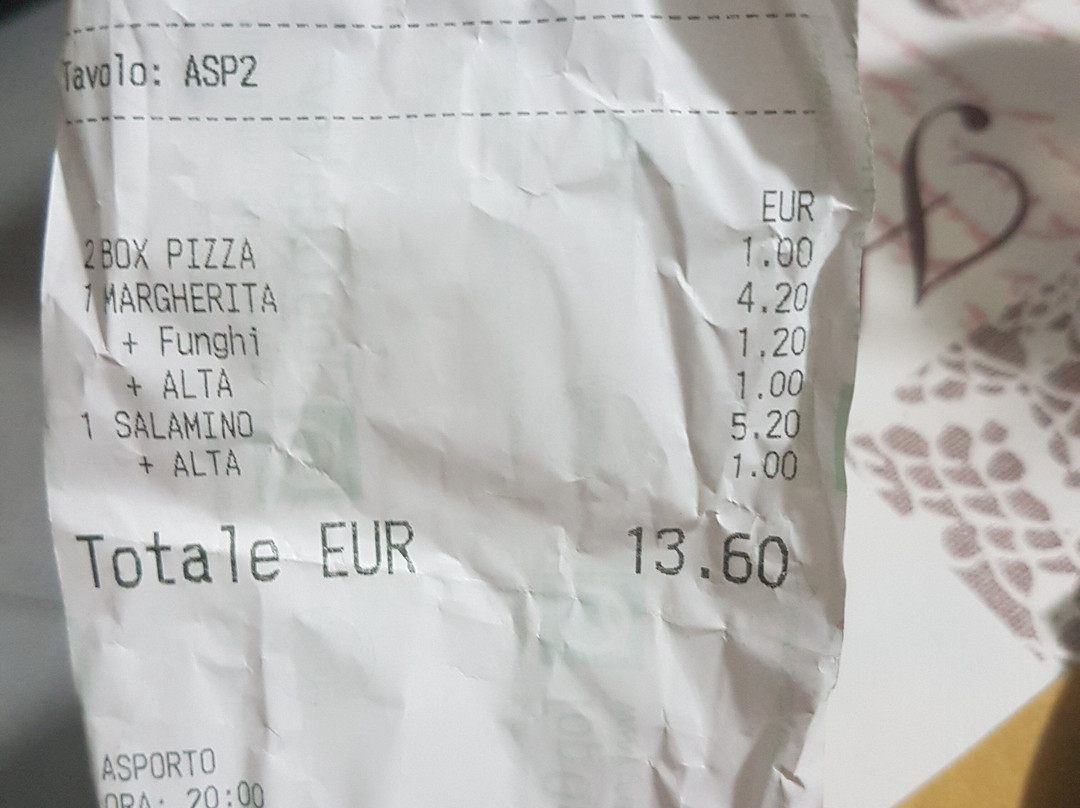 Tavolo: ASP2
EUR
2 BOX PIZZA 1.00
1 MARGHERITA 4.20
+ Funghi 1.20
+ ALTA 1.00
1 SALAMINO 5.20
+ ALTA 1.00
Totale EUR 13.60
ASPORTO
ORA: 20:00